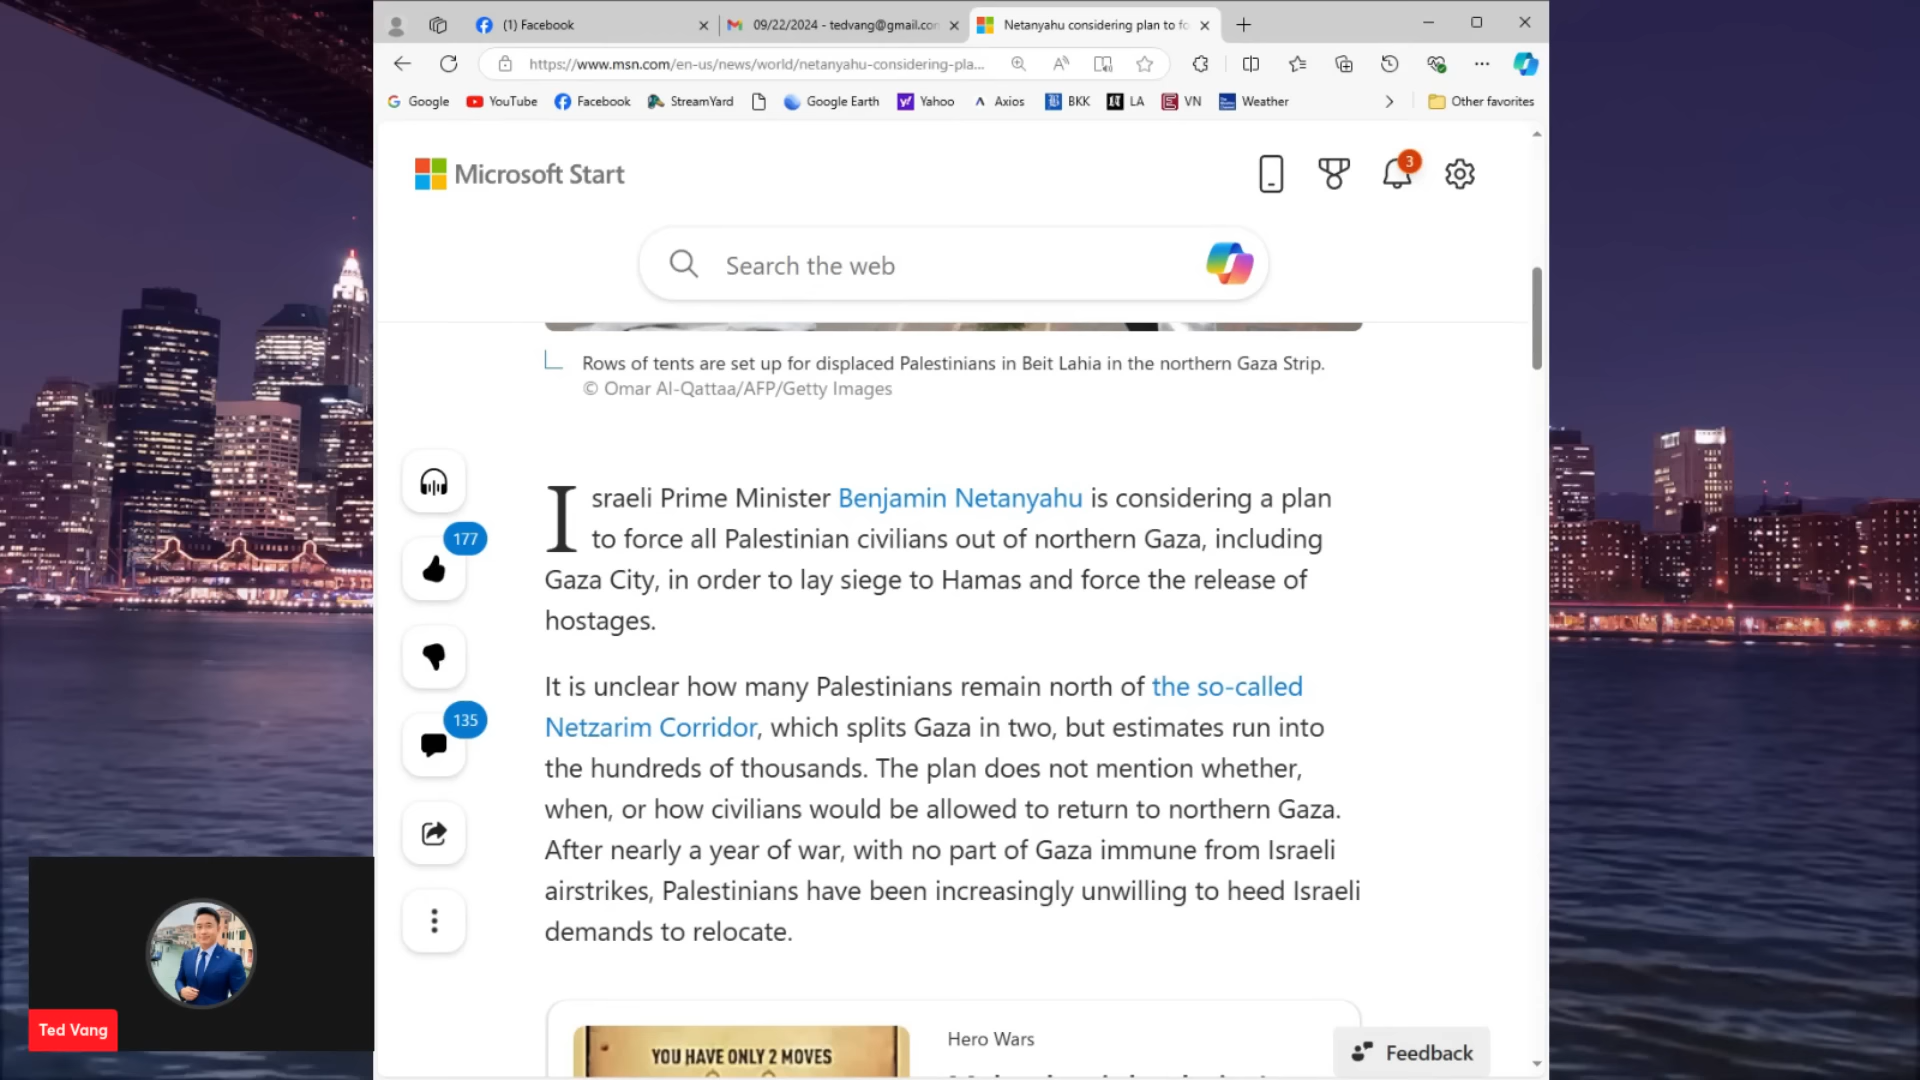 (1) Facebook
09/22/2024 - tedvang@gmail.co
Netanyahu considering plan to fo
https://www.msn.com/en-us/news/world/netanyahu-considering-pla...
Google YouTube Facebook StreamYard Google Earth Yahoo Axios BKK LA VN Weather Other favorites
Microsoft Start
3
Search the web
Rows of tents are set up for displaced Palestinians in Beit Lahia in the northern Gaza Strip.
© Omar Al-Qattaa/AFP/Getty Images
Israeli Prime Minister Benjamin Netanyahu is considering a plan
to force all Palestinian civilians out of northern Gaza, including
Gaza City, in order to lay siege to Hamas and force the release of
hostages.
177
It is unclear how many Palestinians remain north of the so-called
Netzarim Corridor, which splits Gaza in two, but estimates run into
the hundreds of thousands. The plan does not mention whether,
when, or how civilians would be allowed to return to northern Gaza.
After nearly a year of war, with no part of Gaza immune from Israeli
airstrikes, Palestinians have been increasingly unwilling to heed Israeli
demands to relocate.
135
YOU HAVE ONLY 2 MOVES
Hero Wars
Feedback
Ted Vang